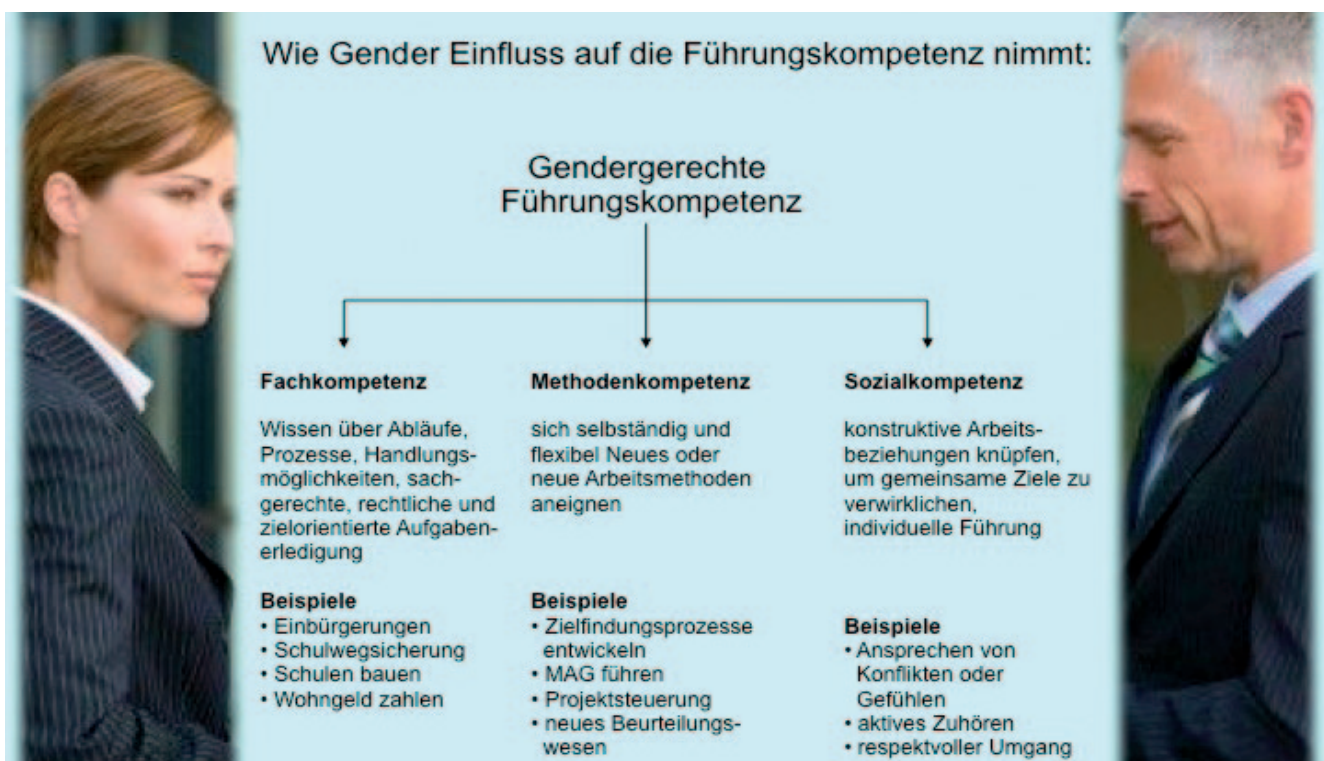 Wie Gender Einfluss auf die Führungskompetenz nimmt:
Gendergerechte
Führungskompetenz
Fachkompetenz
Wissen über Abläufe,
Prozesse, Handlungs-
möglichkeiten, sach-
gerechte, rechtliche und
zielorientierte Aufgaben-
erledigung
Beispiele
• Einbürgerungen
• Schulwegsicherung
• Schulen bauen
• Wohngeld zahlen
Methodenkompetenz
sich selbständig und
flexibel Neues oder
neue Arbeitsmethoden
aneignen
Beispiele
• Zielfindungsprozesse
entwickeln
• MAG führen
• Projektsteuerung
• neues Beurteilungs-
wesen
Sozialkompetenz
konstruktive Arbeits-
beziehungen knüpfen,
um gemeinsame Ziele zu
verwirklichen,
individuelle Führung
Beispiele
• Ansprechen von
Konflikten oder
Gefühlen
• aktives Zuhören
• respektvoller Umgang